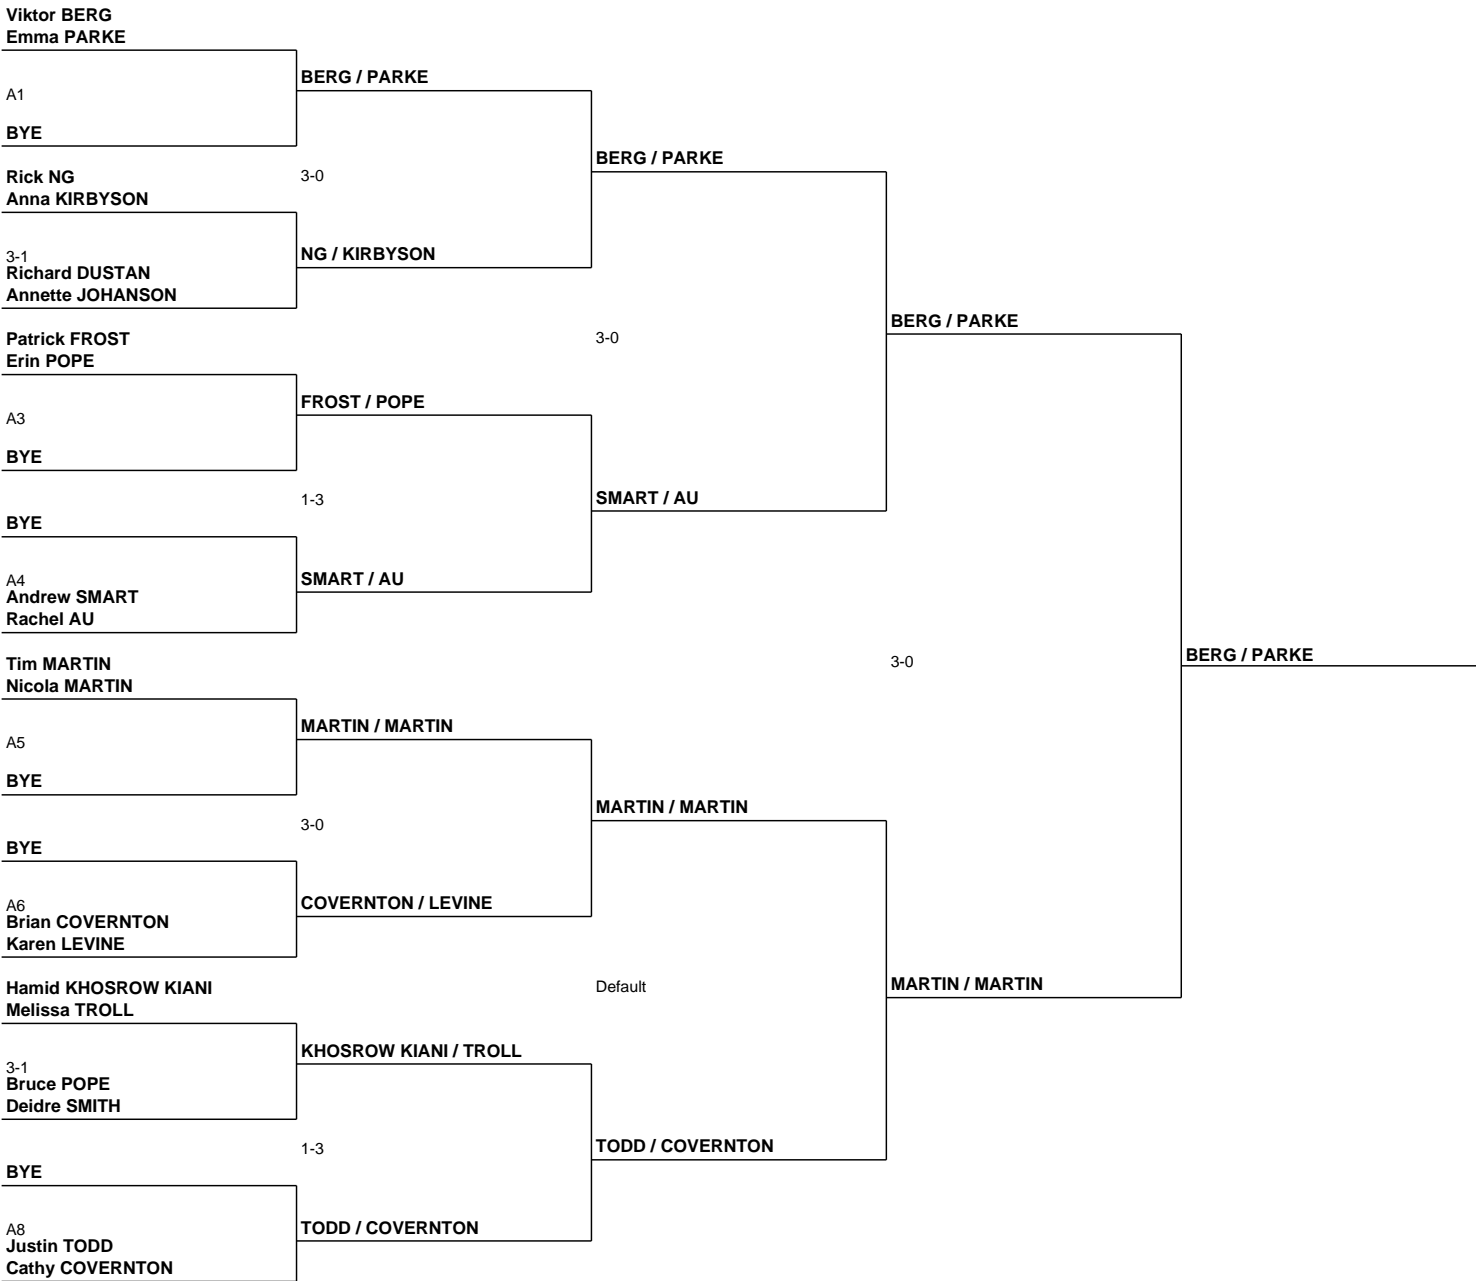 Viktor BERG
Emma PARKE
A1
BYE
Rick NG
Anna KIRBYSON
3-1
Richard DUSTAN
Annette JOHANSON
Patrick FROST
Erin POPE
A3
BYE
BYE
A4
Andrew SMART
Rachel AU
Tim MARTIN
Nicola MARTIN
A5
BYE
BYE
A6
Brian COVERNTON
Karen LEVINE
Hamid KHOSROW KIANI
Melissa TROLL
3-1
Bruce POPE
Deidre SMITH
BYE
A8
Justin TODD
Cathy COVERNTON
BERG / PARKE
3-0
NG / KIRBYSON
FROST / POPE
1-3
SMART / AU
MARTIN / MARTIN
3-0
COVERNTON / LEVINE
KHOSROW KIANI / TROLL
1-3
TODD / COVERNTON
BERG / PARKE
3-0
SMART / AU
MARTIN / MARTIN
Default
TODD / COVERNTON
BERG / PARKE
3-0
MARTIN / MARTIN
BERG / PARKE